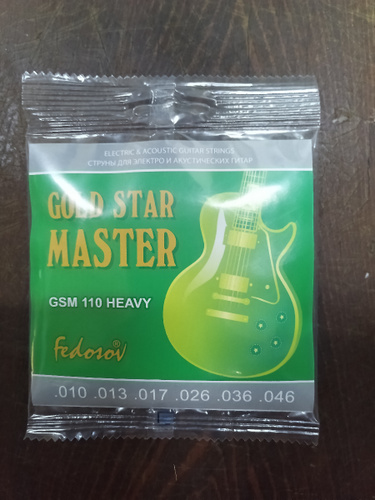 ELECTRIC & ACOUSTIC GUITAR STRINGS
СТРУНЫ ДЛЯ ЭЛЕКТРО И АКУСТИЧЕСКИХ ГИТАР
GOLD STAR
MASTER
GSM 110 HEAVY
Fedosov®
.010 .013 .017 .026 .036 .046